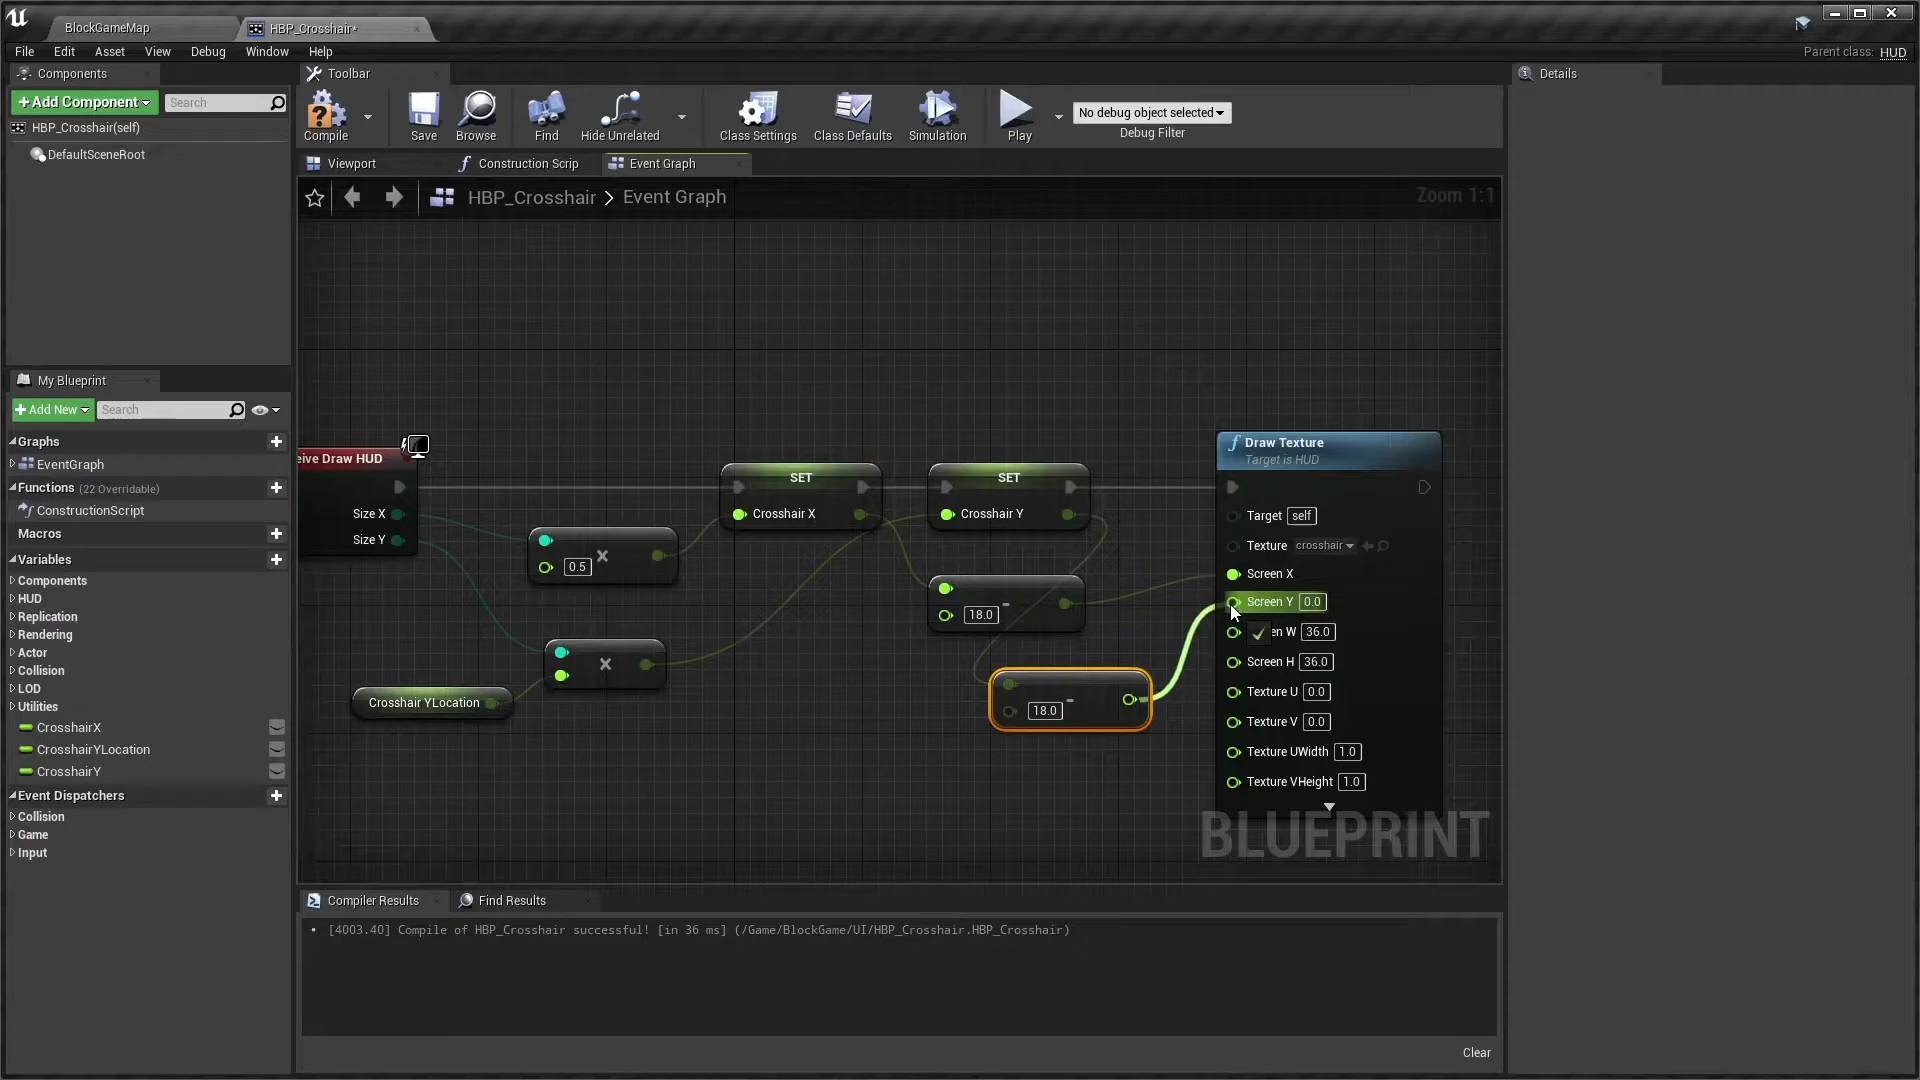 BlockGameMap
HBP_Crosshair*
File Edit Asset View Debug Window Help
Parent class: HUD
Components
Toolbar
Details
Add Component
Search
HBP_Crosshair(self)
DefaultSceneRoot
Compile
Save
Browse
Find
Hide Unrelated
Class Settings
Class Defaults
Simulation
Play
No debug object selected
Debug Filter
Viewport
Construction Scrip
Event Graph
HBP_Crosshair > Event Graph
Zoom 1:1
My Blueprint
Add New
Search
Graphs
EventGraph
Functions (22 Overridable)
ConstructionScript
Macros
Variables
Components
HUD
Replication
Rendering
Actor
Collision
LOD
Utilities
CrosshairX
CrosshairYLocation
CrosshairY
Event Dispatchers
Collision
Game
Input
eive Draw HUD
Size X
Size Y
0.5
Crosshair YLocation
SET
Crosshair X
SET
Crosshair Y
18.0
18.0
Draw Texture
Target is HUD
Target self
Texture crosshair
Screen X
Screen Y 0.0
en W 36.0
Screen H 36.0
Texture U 0.0
Texture V 0.0
Texture UWidth 1.0
Texture VHeight 1.0
BLUEPRINT
Compiler Results
Find Results
• [4003.40] Compile of HBP_Crosshair successful! [in 36 ms] (/Game/BlockGame/UI/HBP_Crosshair.HBP_Crosshair)
Clear